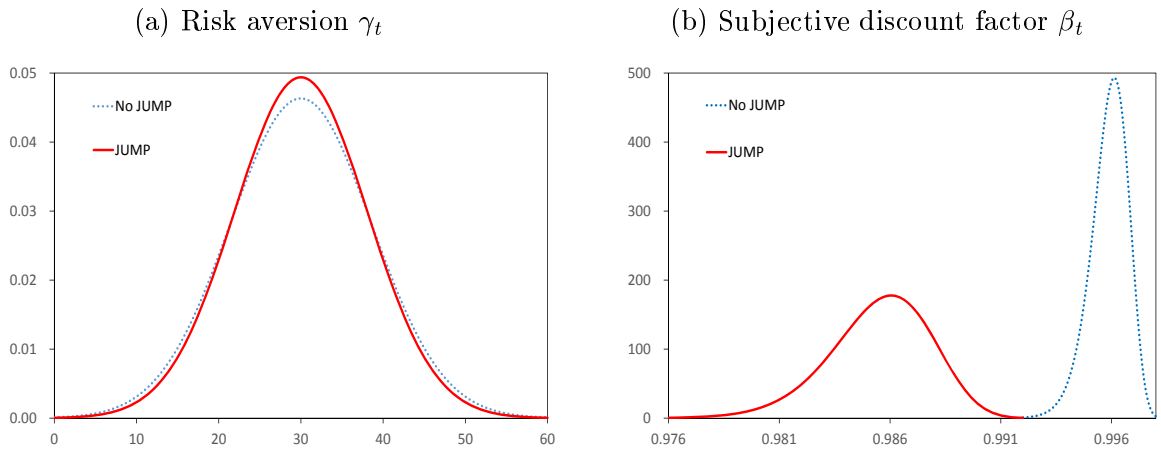 (a) Risk aversion γt
0.05
0.04
0.03
0.02
0.01
0.00
No JUMP
JUMP
0 10 20 30 40 50 60
(b) Subjective discount factor βt
500
400
300
200
100
0
No JUMP
JUMP
0.976 0.981 0.986 0.991 0.996